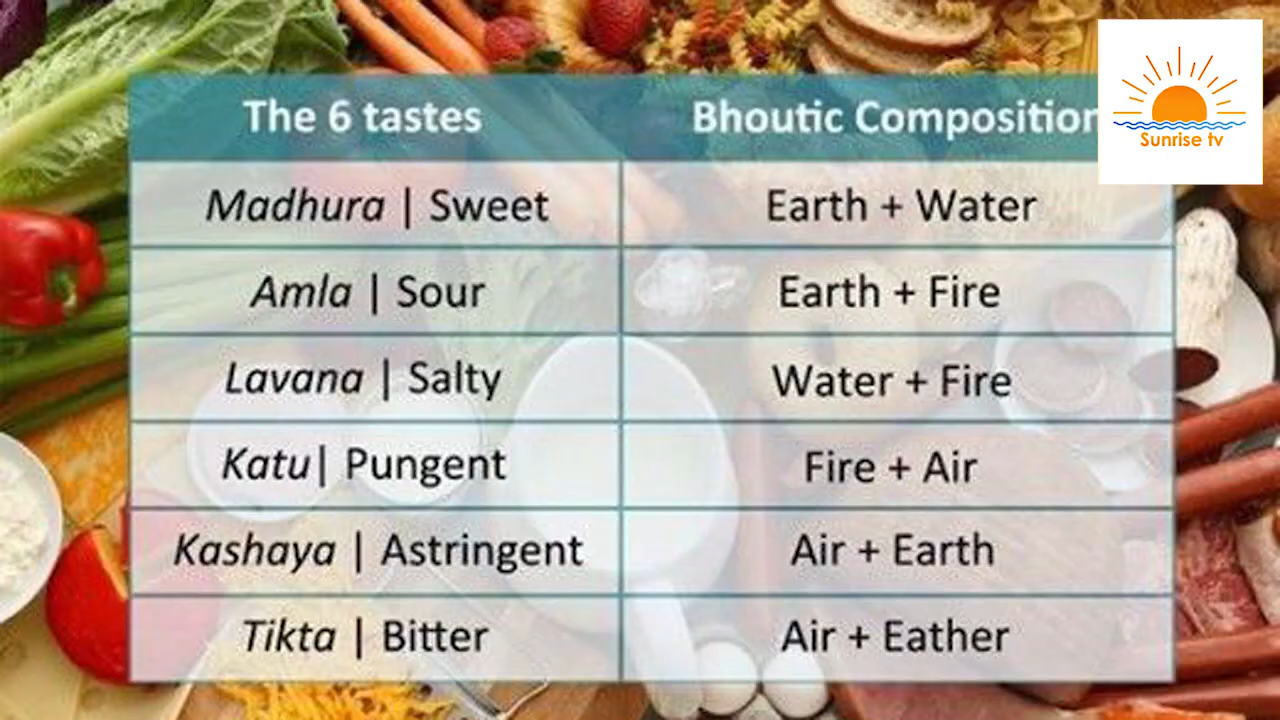 The 6 tastes Bhoutic Composition
Sunrise tv
Madhura | Sweet Earth + Water
Amla | Sour Earth + Fire
Lavana | Salty Water + Fire
Katu| Pungent Fire + Air
Kashaya | Astringent Air + Earth
Tikta | Bitter Air + Eather